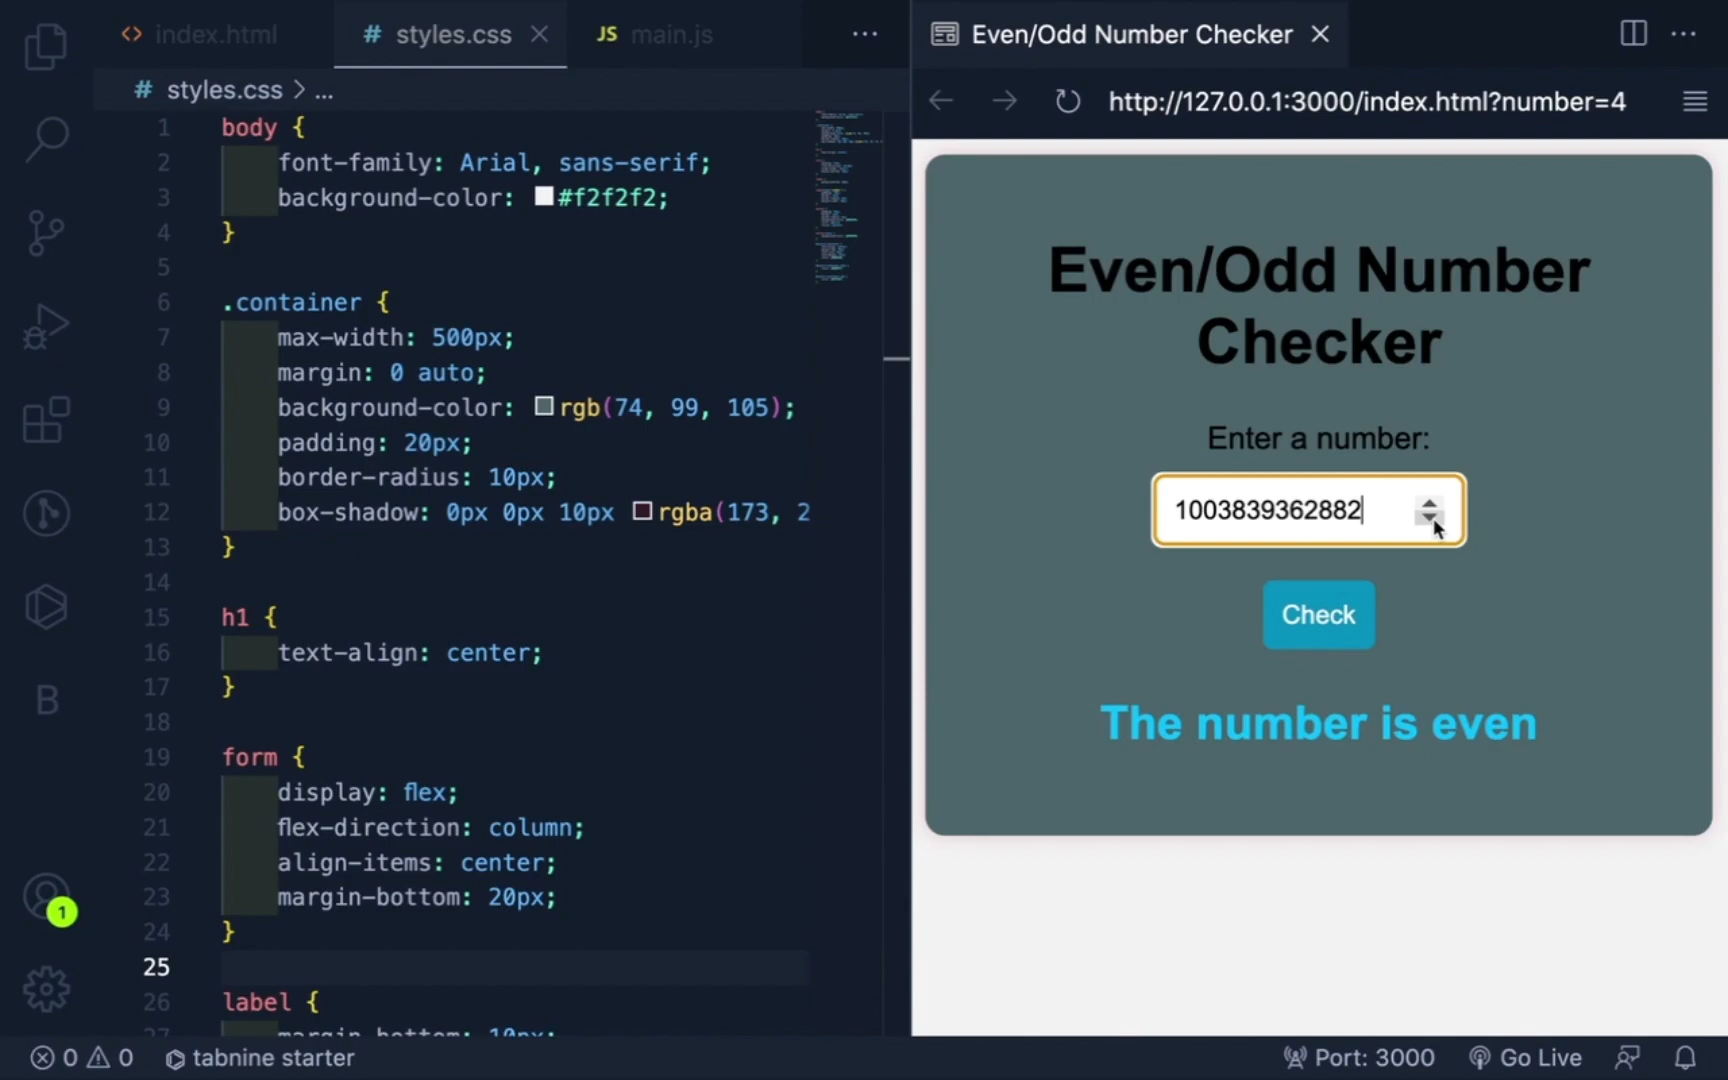 index.html
# styles.css
JS main.js
...
# styles.css > ...
1 body {
2 font-family: Arial, sans-serif;
3 background-color: #f2f2f2;
4 }
5
6 .container {
7 max-width: 500px;
8 margin: 0 auto;
9 background-color: rgb(74, 99, 105);
10 padding: 20px;
11 border-radius: 10px;
12 box-shadow: 0px 0px 10px rgba(173, 2
13 }
14
15 h1 {
16 text-align: center;
17 }
18
19 form {
20 display: flex;
21 flex-direction: column;
22 align-items: center;
23 margin-bottom: 20px;
24 }
25
26 label {
27 margin-bottom: 10px;
B
1
0 0 tabnine starter
Even/Odd Number Checker
http://127.0.0.1:3000/index.html?number=4
Even/Odd Number
Checker
Enter a number:
1003839362882
Check
The number is even
Port: 3000
Go Live